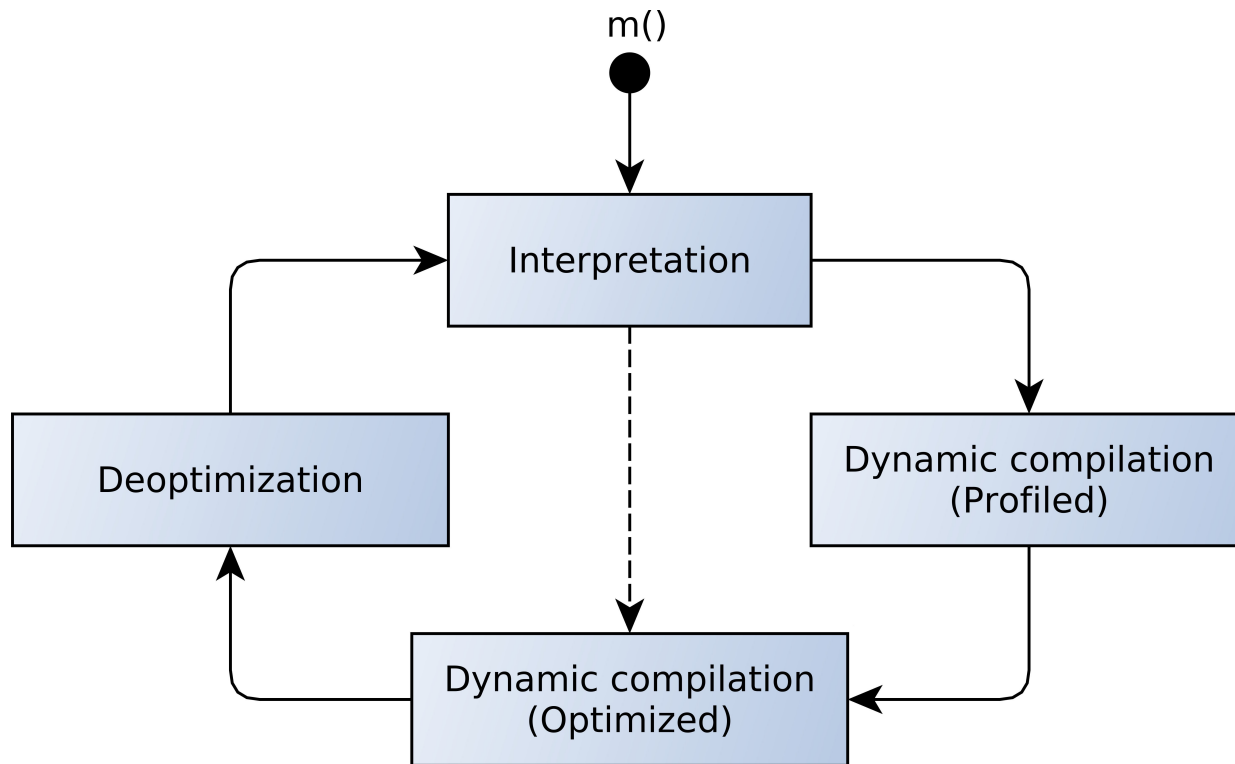 m()
Interpretation
Deoptimization
Dynamic compilation
(Profiled)
Dynamic compilation
(Optimized)